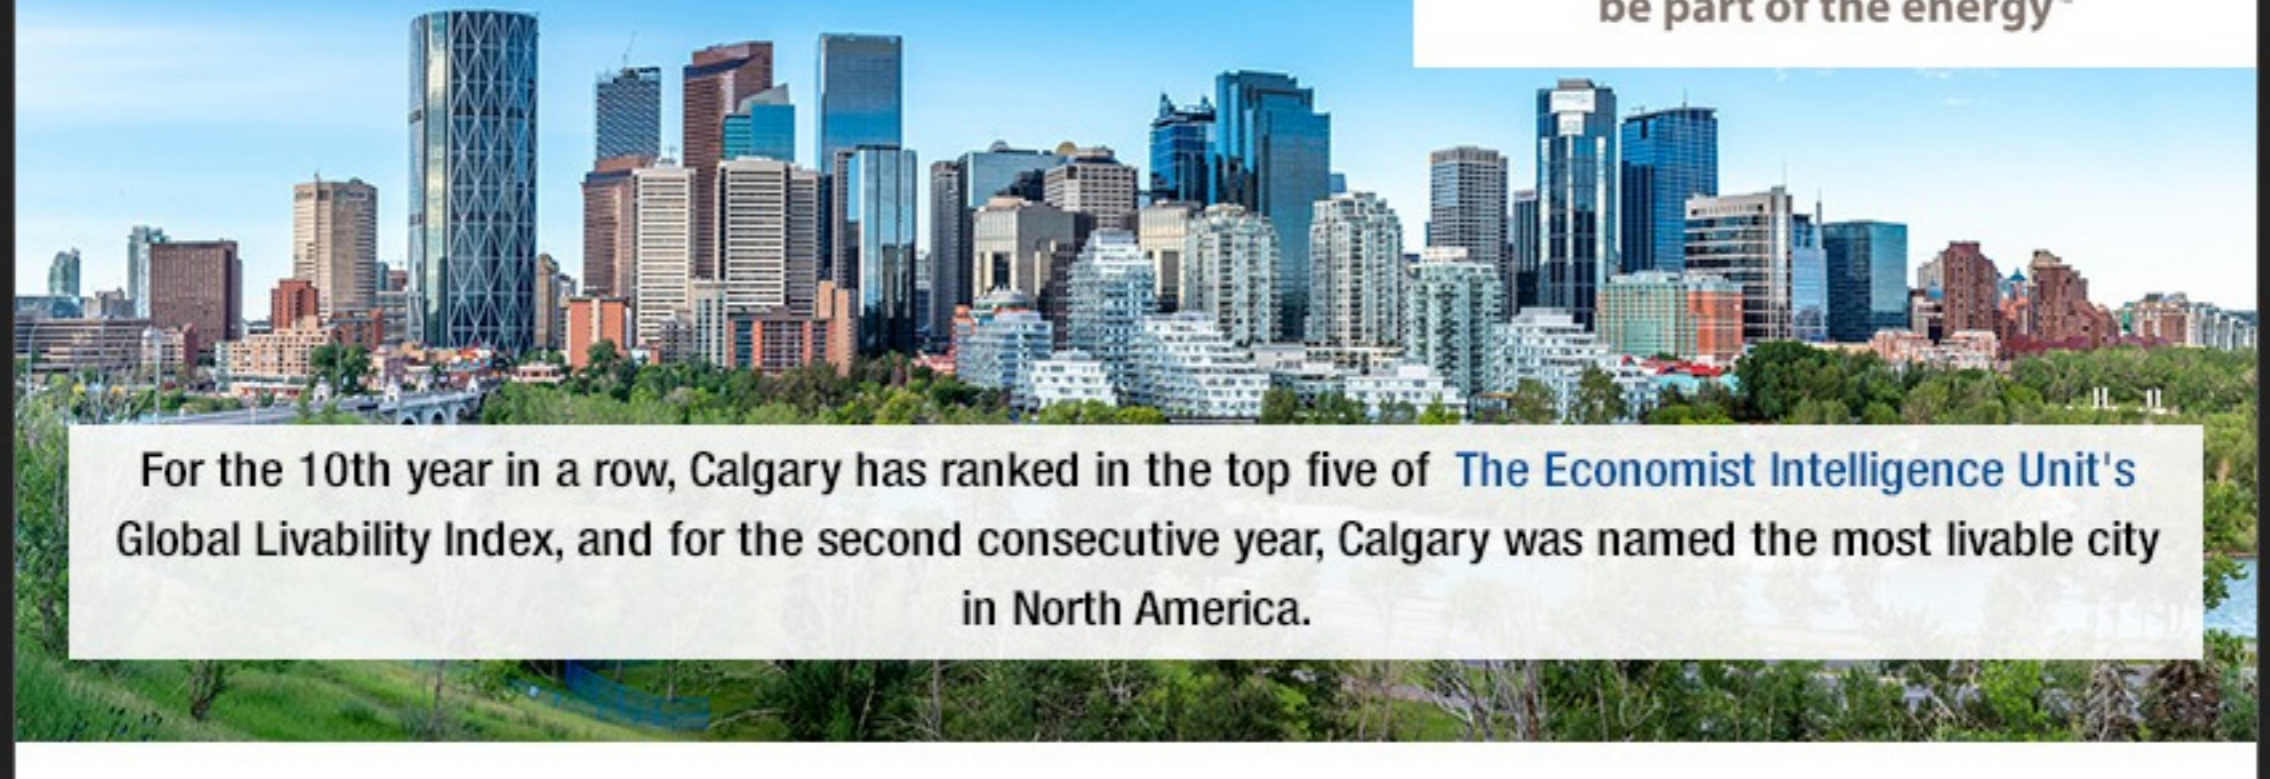 be part of the energy™
For the 10th year in a row, Calgary has ranked in the top five of The Economist Intelligence Unit's
Global Livability Index, and for the second consecutive year, Calgary was named the most livable city
in North America.